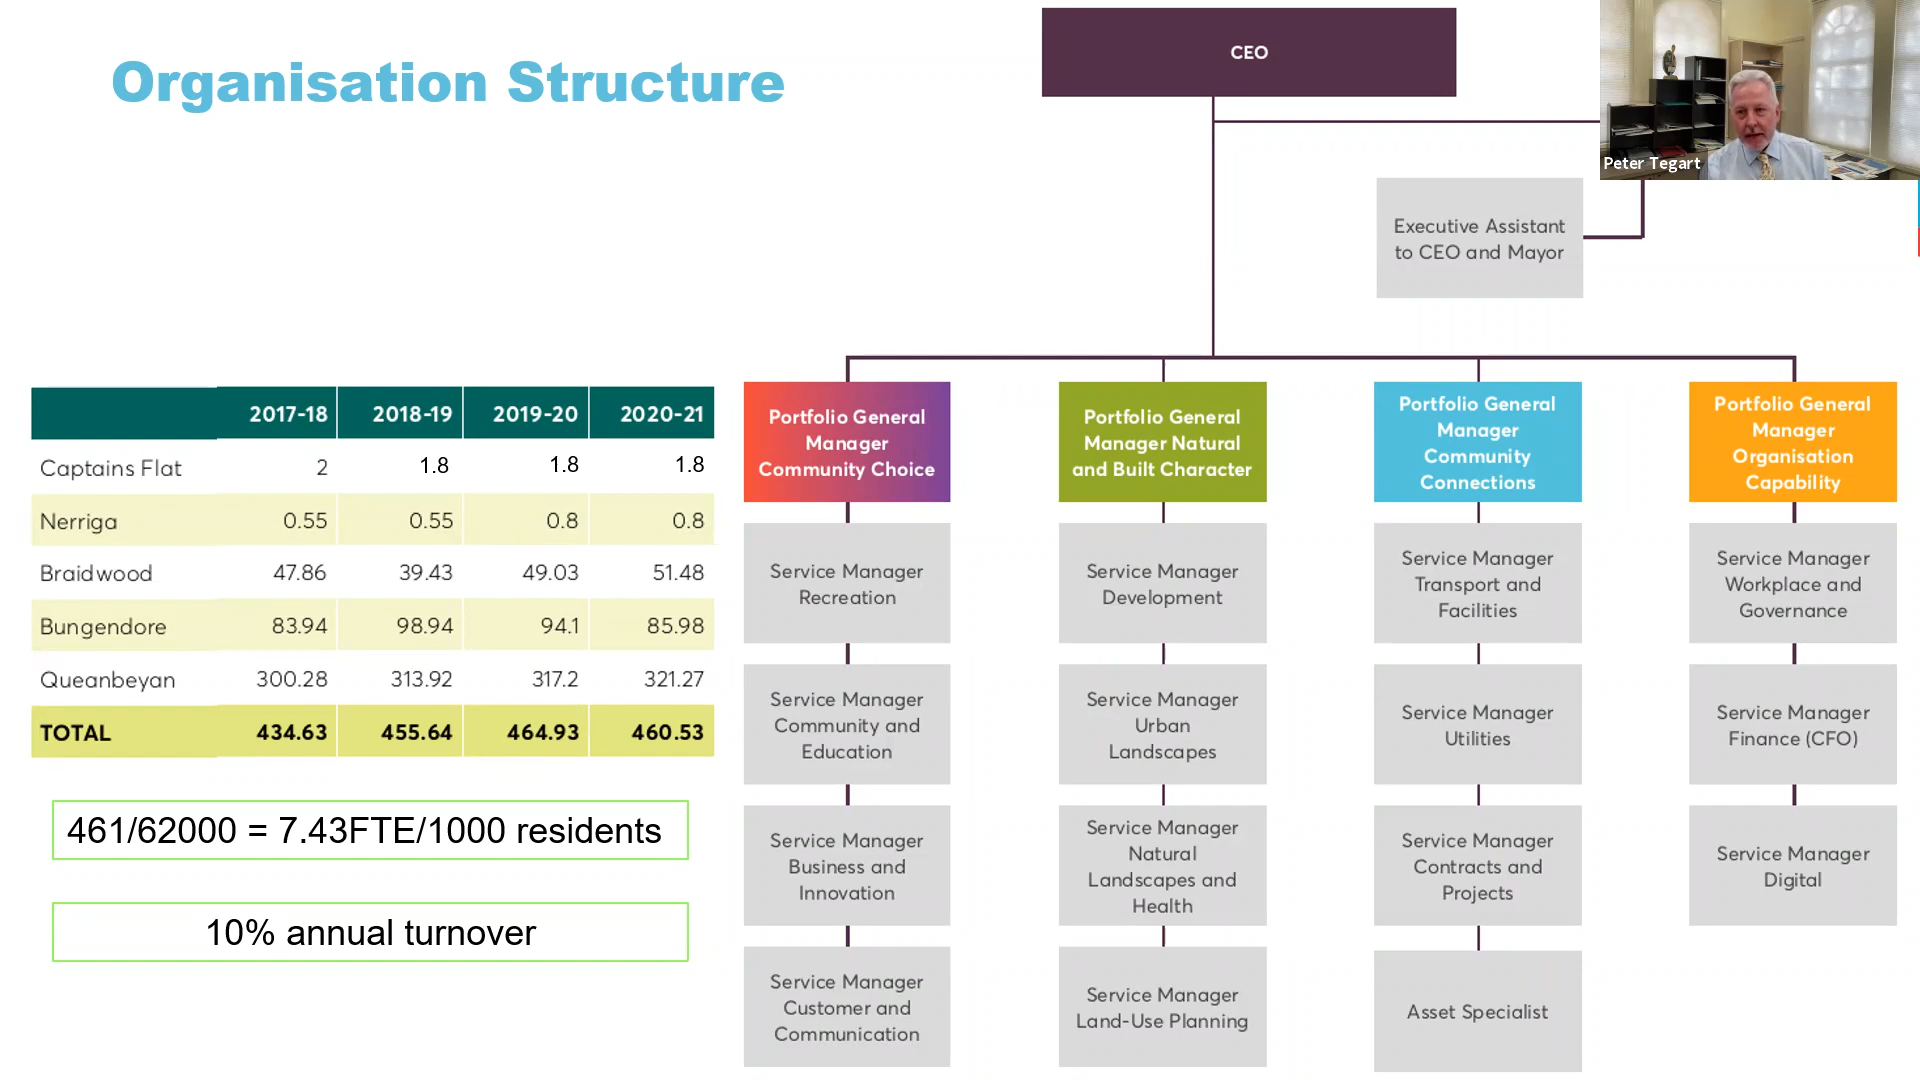 Organisation Structure
CEO
Peter Tegart
Executive Assistant
to CEO and Mayor
2017-18 2018-19 2019-20 2020-21
Captains Flat 2 1.8 1.8 1.8
Nerriga 0.55 0.55 0.8 0.8
Braidwood 47.86 39.43 49.03 51.48
Bungendore 83.94 98.94 94.1 85.98
Queanbeyan 300.28 313.92 317.2 321.27
TOTAL 434.63 455.64 464.93 460.53
461/62000 = 7.43FTE/1000 residents
10% annual turnover
Portfolio General
Manager
Community Choice
Service Manager
Recreation
Service Manager
Community and
Education
Service Manager
Business and
Innovation
Service Manager
Customer and
Communication
Portfolio General
Manager Natural
and Built Character
Service Manager
Development
Service Manager
Urban
Landscapes
Service Manager
Natural
Landscapes and
Health
Service Manager
Land-Use Planning
Portfolio General
Manager
Community
Connections
Service Manager
Transport and
Facilities
Service Manager
Utilities
Service Manager
Contracts and
Projects
Asset Specialist
Portfolio General
Manager
Organisation
Capability
Service Manager
Workplace and
Governance
Service Manager
Finance (CFO)
Service Manager
Digital